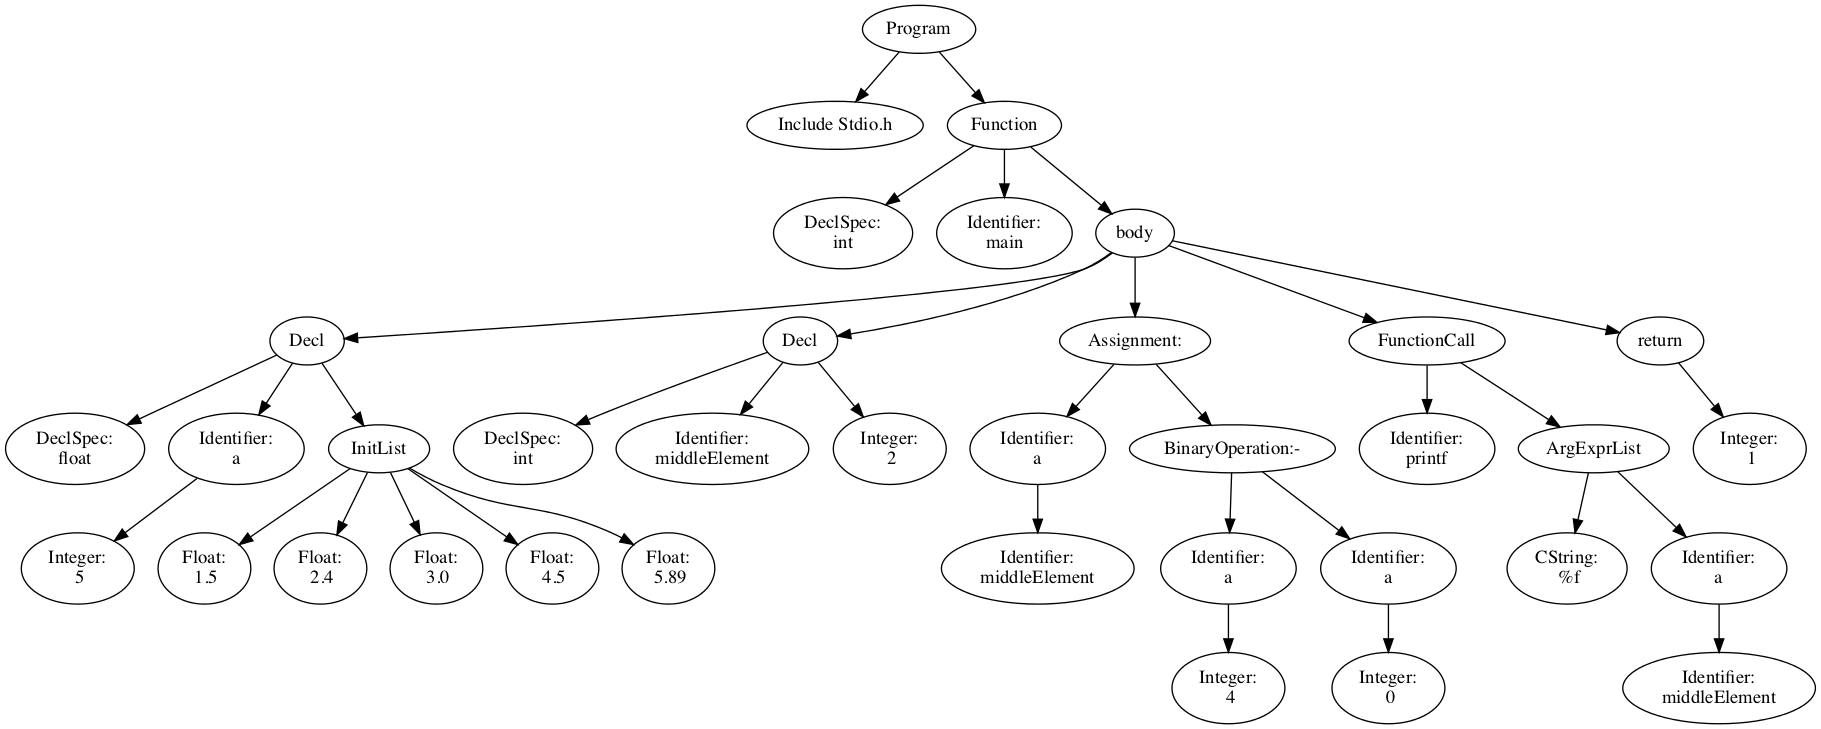 Program
Include Stdio.h
Function
DeclSpec:
int
Identifier:
main
body
Decl
Decl
Assignment:
FunctionCall
return
DeclSpec:
float
Identifier:
a
InitList
DeclSpec:
int
Identifier:
middleElement
Integer:
2
Identifier:
a
BinaryOperation:-
Identifier:
printf
ArgExprList
Integer:
1
Integer:
5
Float:
1.5
Float:
2.4
Float:
3.0
Float:
4.5
Float:
5.89
Identifier:
middleElement
Identifier:
a
Identifier:
a
CString:
%f
Identifier:
a
Integer:
4
Integer:
0
Identifier:
middleElement